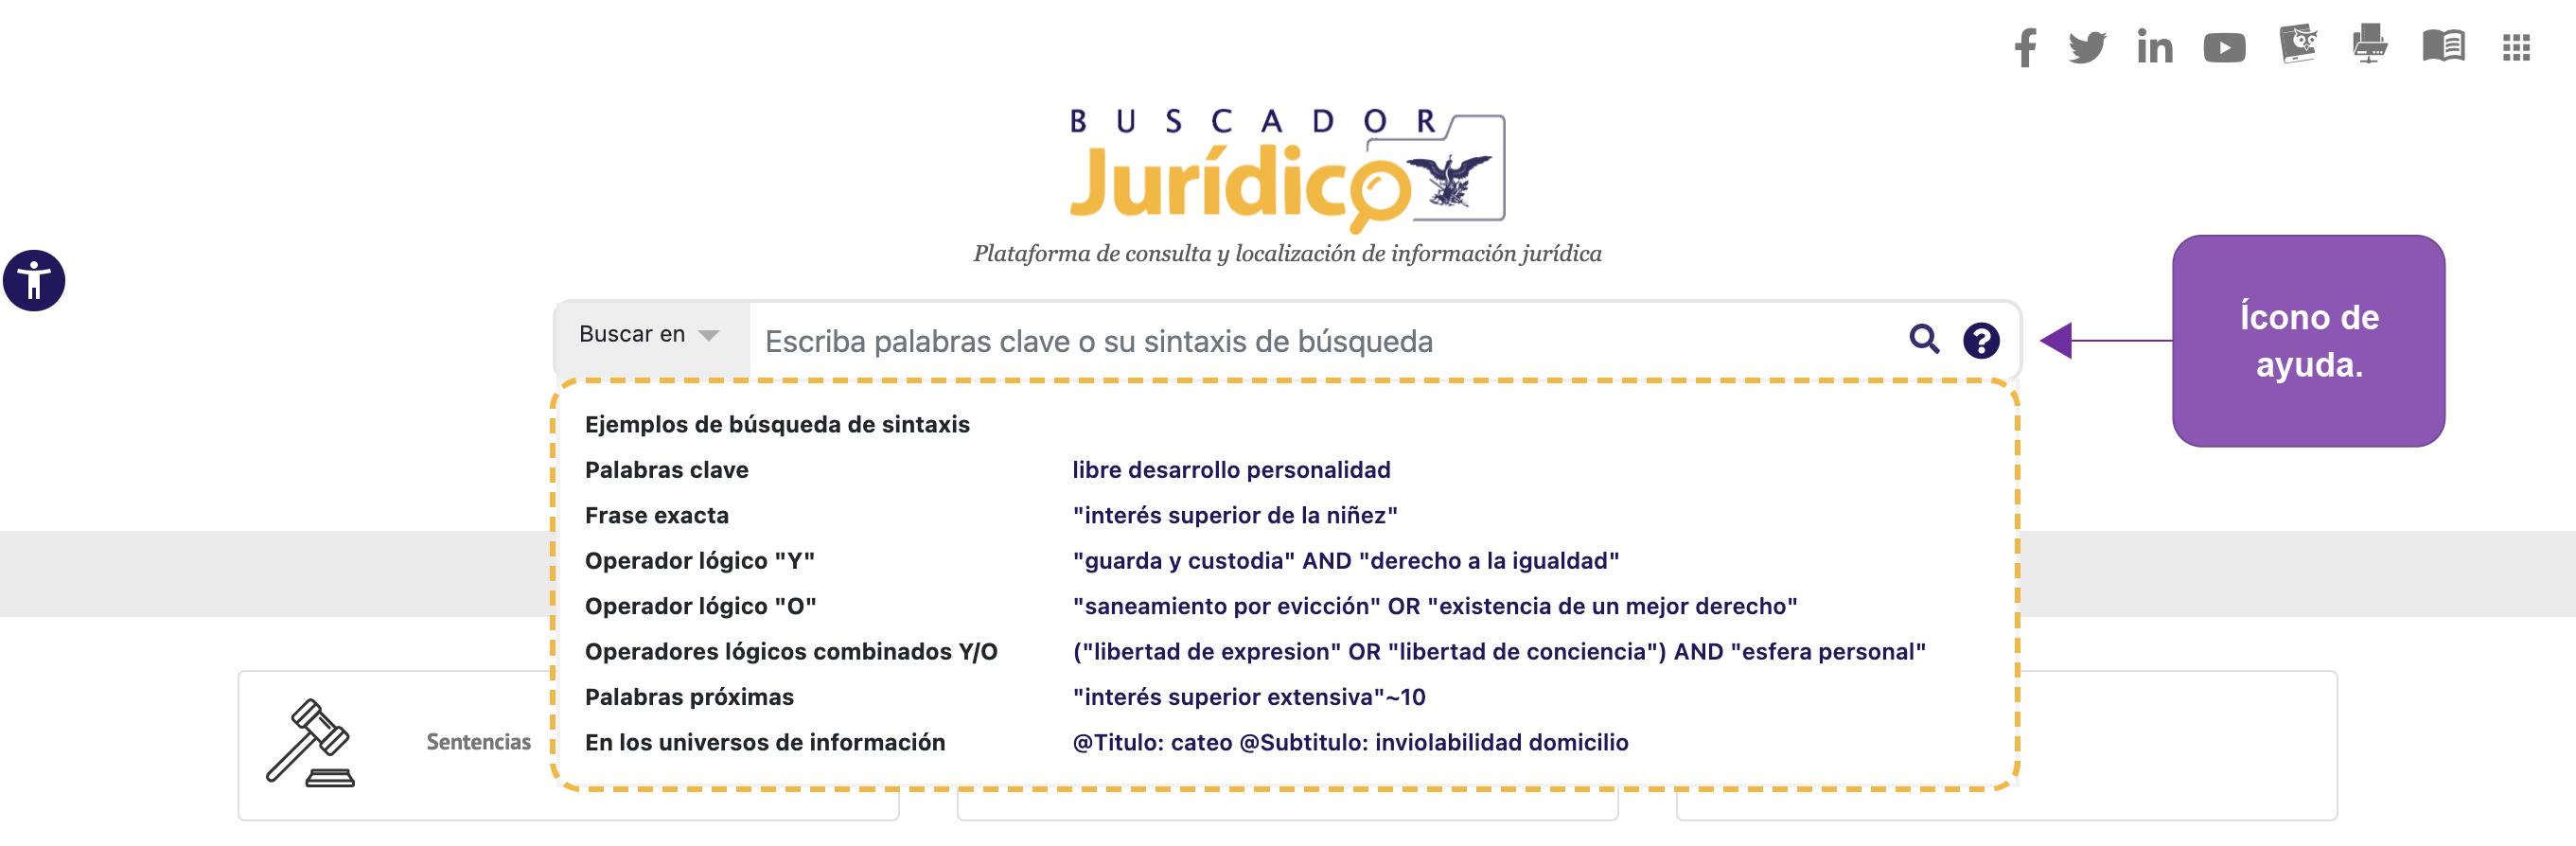 BUSCADOR
Jurídico
Plataforma de consulta y localización de información jurídica
Buscar en
Escriba palabras clave o su sintaxis de búsqueda
?
Ícono de
ayuda.
Ejemplos de búsqueda de sintaxis
Palabras clave libre desarrollo personalidad
Frase exacta "interés superior de la niñez"
Operador lógico "Y" "guarda y custodia" AND "derecho a la igualdad"
Operador lógico "O" "saneamiento por evicción" OR "existencia de un mejor derecho"
Operadores lógicos combinados Y/O ("libertad de expresion" OR "libertad de conciencia") AND "esfera personal"
Palabras próximas "interés superior extensiva"~10
En los universos de información @Titulo: cateo @Subtitulo: inviolabilidad domicilio
Sentencias